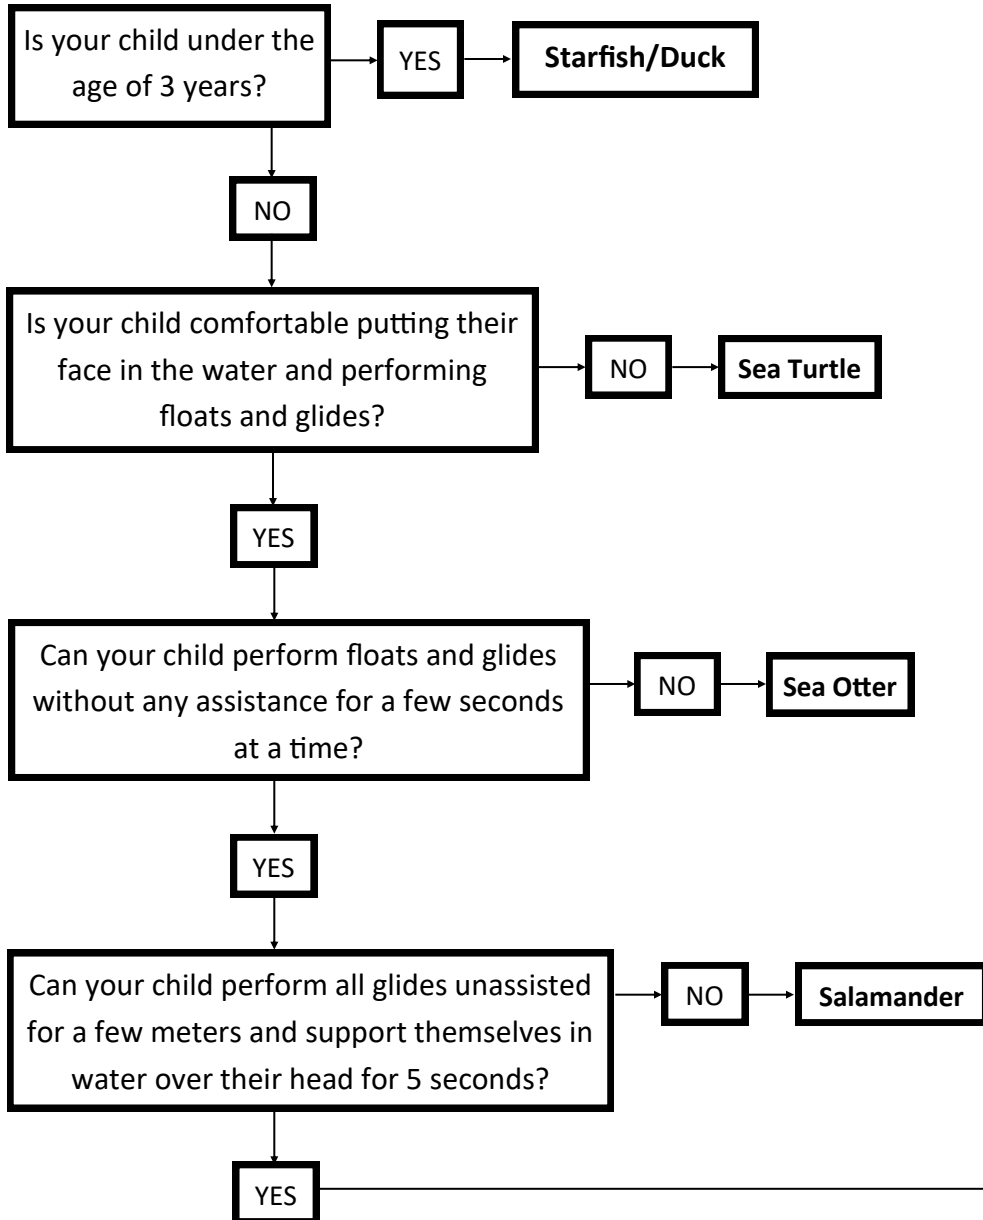 Is your child under the
age of 3 years?
YES
Starfish/Duck
NO
Is your child comfortable putting their
face in the water and performing
floats and glides?
NO
Sea Turtle
YES
Can your child perform floats and glides
without any assistance for a few seconds
at a time?
NO
Sea Otter
YES
Can your child perform all glides unassisted
for a few meters and support themselves in
water over their head for 5 seconds?
NO
Salamander
YES